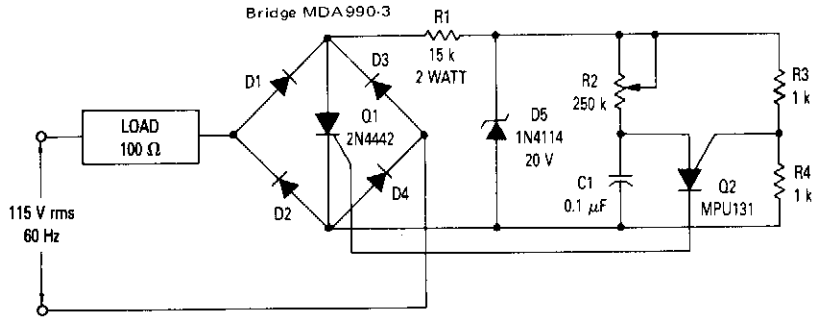 Bridge MDA990-3
R1
15 k
2 WATT
D1
D3
LOAD
100 Ω
Q1
2N4442
D2
D4
115 V rms
60 Hz
D5
1N4114
20 V
R2
250 k
C1
0.1 μF
Q2
MPU131
R3
1 k
R4
1 k